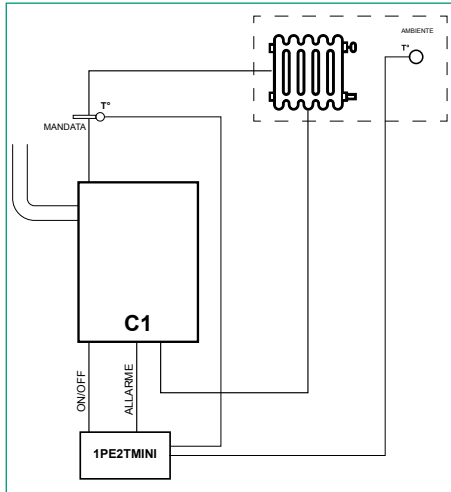 AMBIENTE
T°
T°
MANDATA
C1
ON/OFF
ALLARME
1PE2TMINI